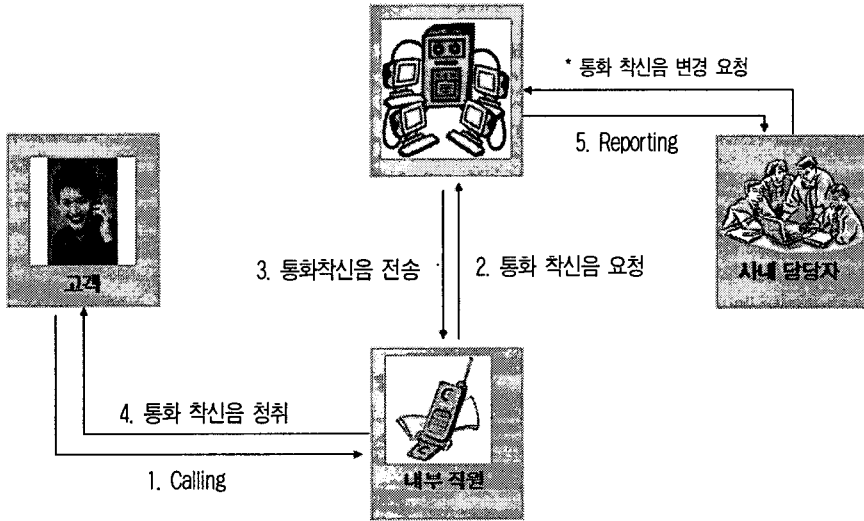 * 통화 착신음 변경 요청
5. Reporting
고객
사내 담당자
3. 통화착신음 전송
2. 통화 착신음 요청
4. 통화 착신음 청취
1. Calling
내부 직원